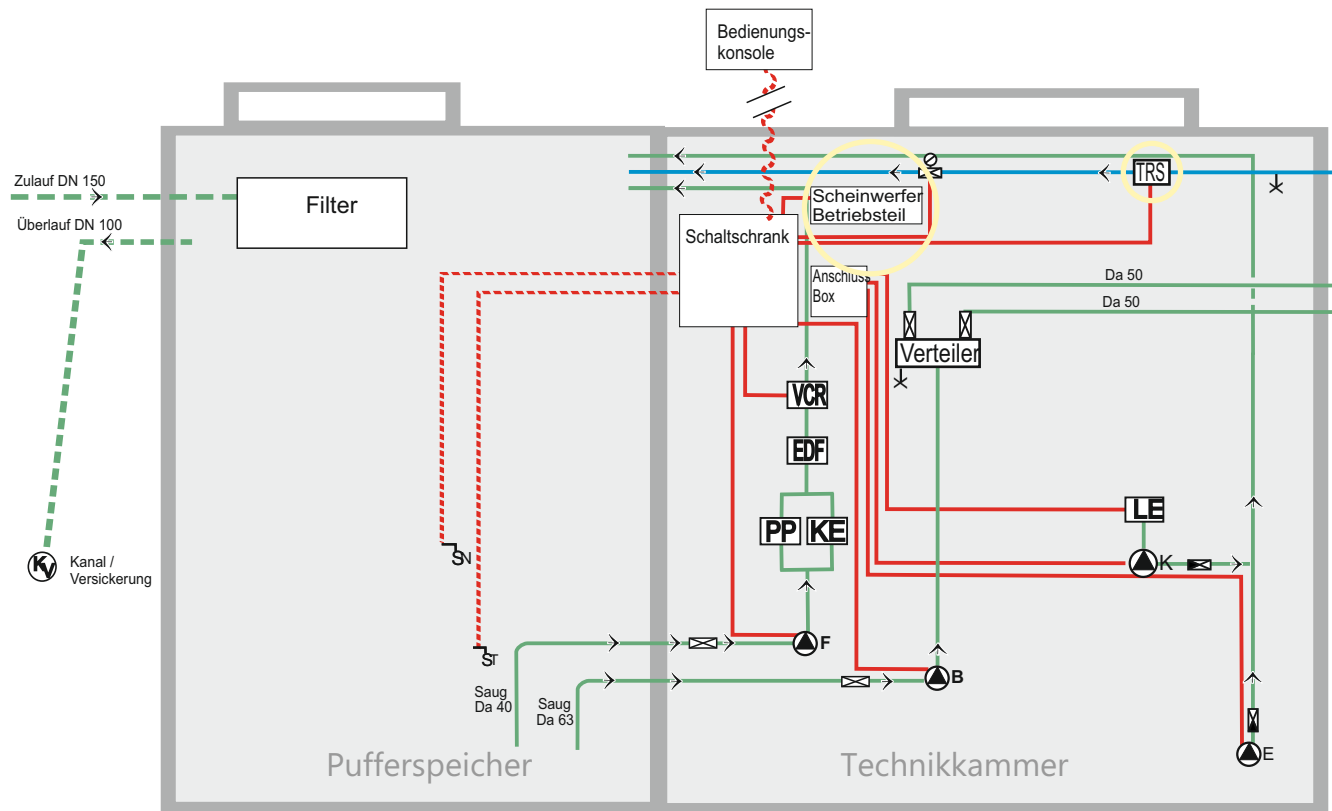 Bedienungs-
konsole
Zulauf DN 150
Filter
Überlauf DN 100
TRS
Scheinwerfer
Betriebsteil
Schaltschrank
Anschluss
Box
Da 50
Da 50
Verteiler
VCR
EDF
PP
KE
LE
SN
K
KV
Kanal /
Versickerung
F
ST
B
Saug
Da 40
Saug
Da 63
E
Pufferspeicher
Technikkammer